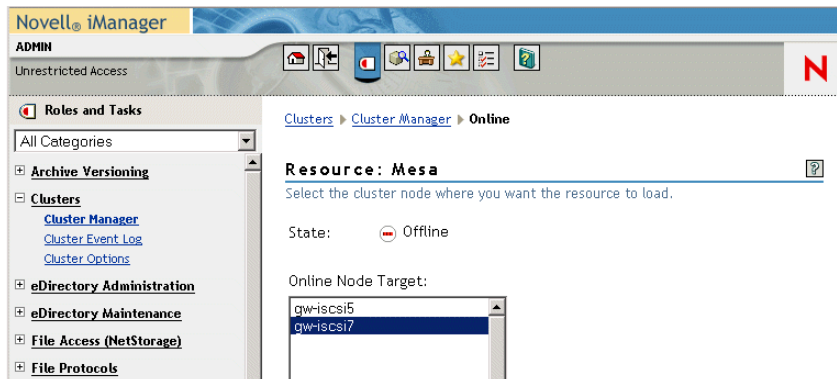 Novell® iManager
ADMIN
Unrestricted Access
N
Roles and Tasks
All Categories
Archive Versioning
Clusters
Cluster Manager
Cluster Event Log
Cluster Options
eDirectory Administration
eDirectory Maintenance
File Access (NetStorage)
File Protocols
Clusters Cluster Manager Online
Resource: Mesa
?
Select the cluster node where you want the resource to load.
State: Offline
Online Node Target:
gw-iscsi5
gw-iscsi7